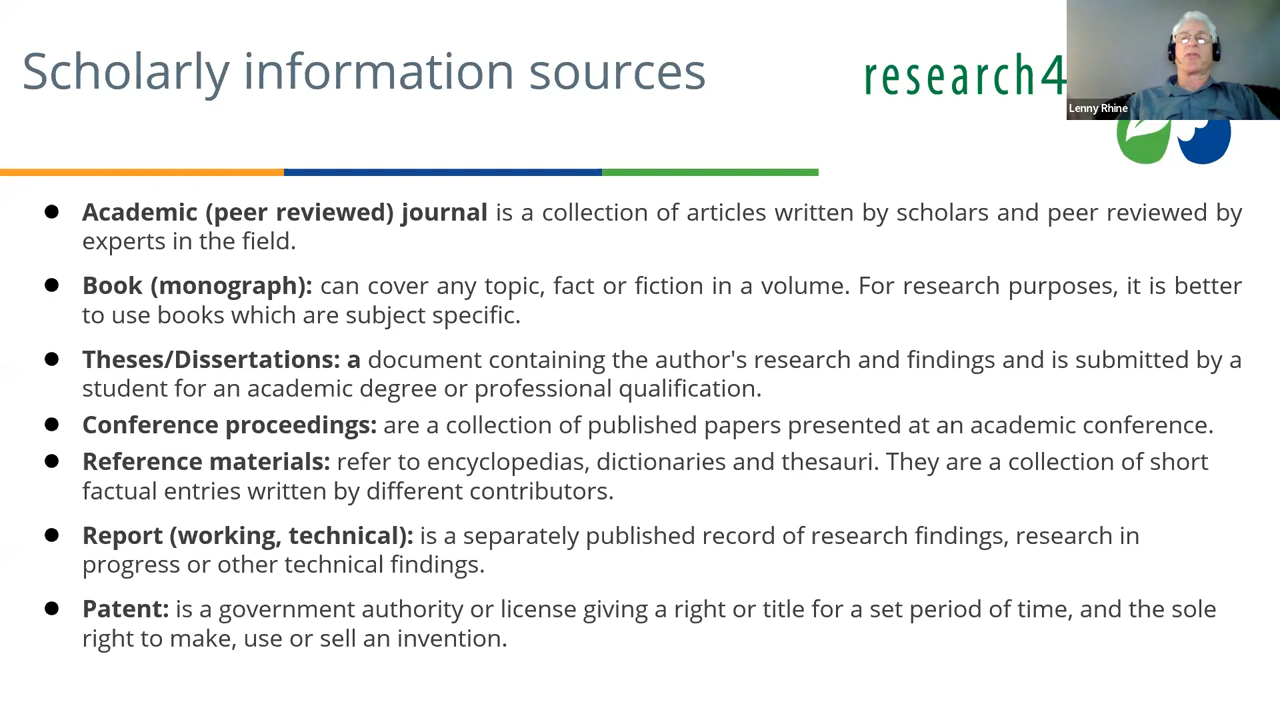 Scholarly information sources
research4
Lenny Rhine
● Academic (peer reviewed) journal is a collection of articles written by scholars and peer reviewed by
experts in the field.
● Book (monograph): can cover any topic, fact or fiction in a volume. For research purposes, it is better
to use books which are subject specific.
● Theses/Dissertations: a document containing the author's research and findings and is submitted by a
student for an academic degree or professional qualification.
● Conference proceedings: are a collection of published papers presented at an academic conference.
● Reference materials: refer to encyclopedias, dictionaries and thesauri. They are a collection of short
factual entries written by different contributors.
● Report (working, technical): is a separately published record of research findings, research in
progress or other technical findings.
● Patent: is a government authority or license giving a right or title for a set period of time, and the sole
right to make, use or sell an invention.